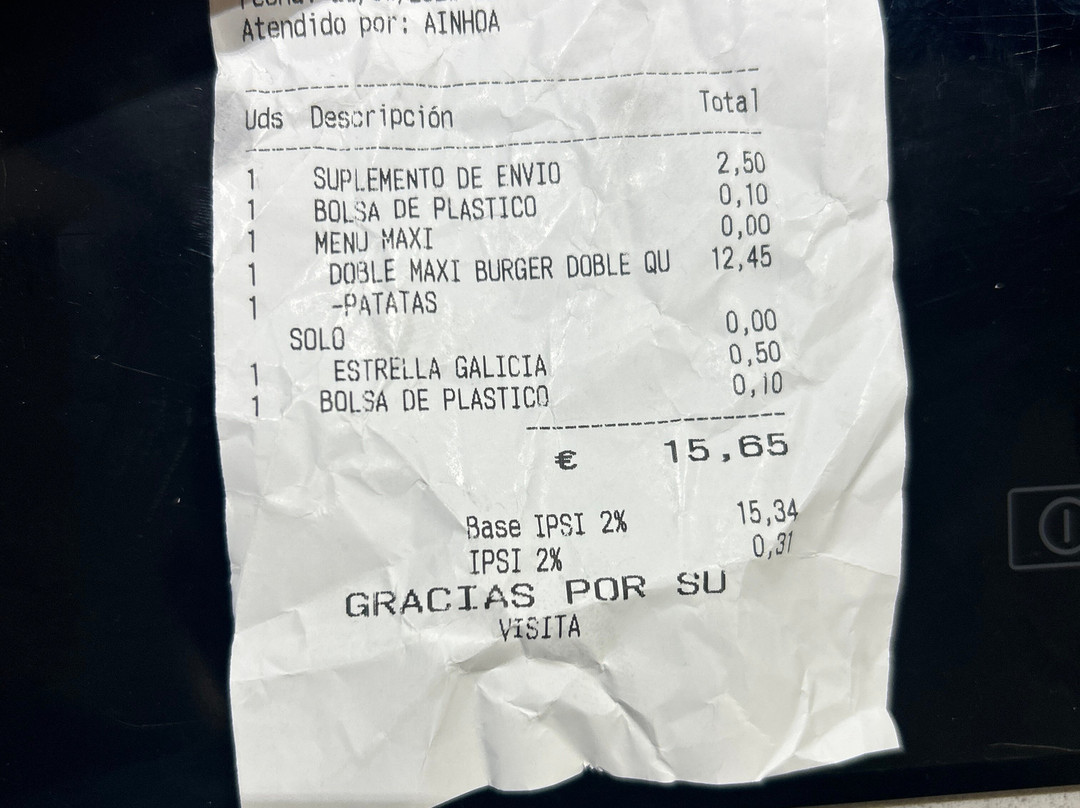 Atendido por: AINHOA
Uds Descripción Total
1 SUPLEMENTO DE ENVIO 2,50
1 BOLSA DE PLASTICO 0,10
1 MENU MAXI 0,00
1 DOBLE MAXI BURGER DOBLE QU 12,45
1 -PATATAS
SOLO 0,00
1 ESTRELLA GALICIA 0,50
1 BOLSA DE PLASTICO 0,10
€ 15,65
Base IPSI 2% 15,34
IPSI 2% 0,31
GRACIAS POR SU
VISITA